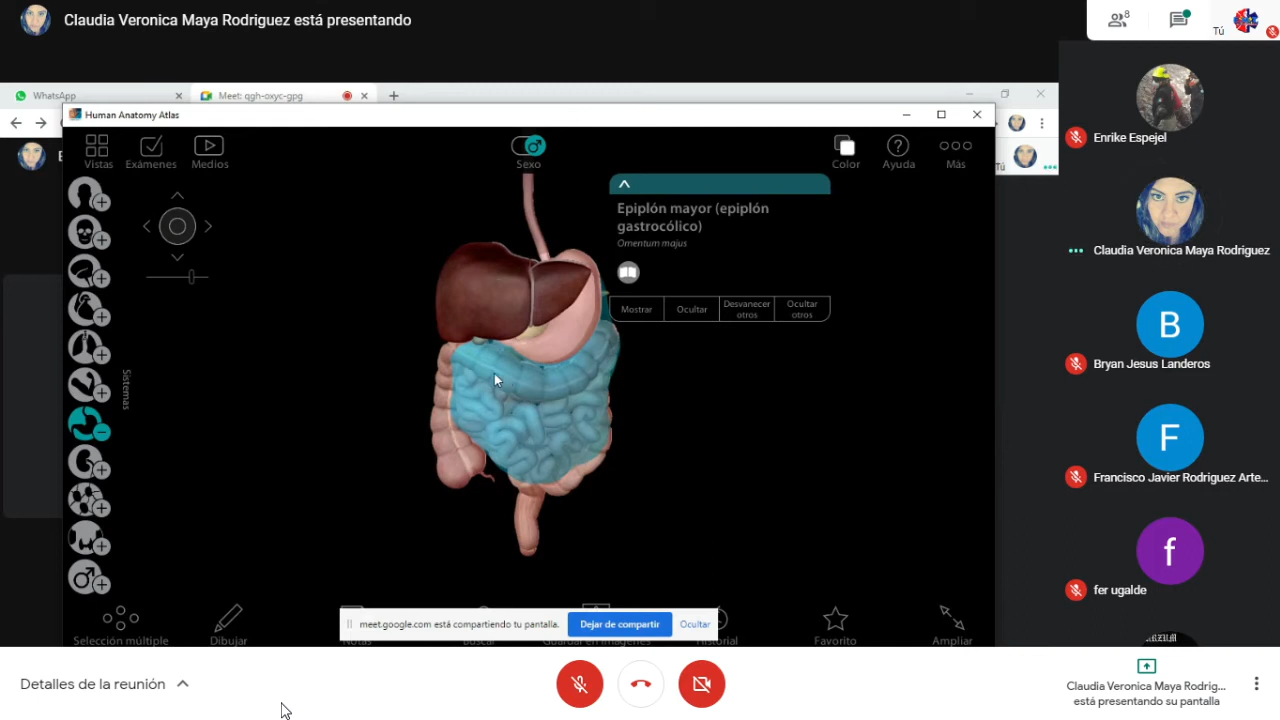 Claudia Veronica Maya Rodriguez está presentando
8
Tú
WhatsApp
Meet: qgh-oxyc-gpg
Human Anatomy Atlas
Vistas
Exámenes
Medios
Sexo
Color
Ayuda
Más
Tú
Epiplón mayor (epiplón
gastrocólico)
Omentum majus
Mostrar
Ocultar
Desvanecer
otros
Ocultar
otros
Sistemas
Selección múltiple
Dibujar
meet.google.com está compartiendo tu pantalla.
Dejar de compartir
Ocultar
Favorito
Ampliar
Enrike Espejel
Claudia Veronica Maya Rodriguez
B
Bryan Jesus Landeros
F
Francisco Javier Rodriguez Arte...
f
fer ugalde
Detalles de la reunión
Claudia Veronica Maya Rodrig...
está presentando su pantalla